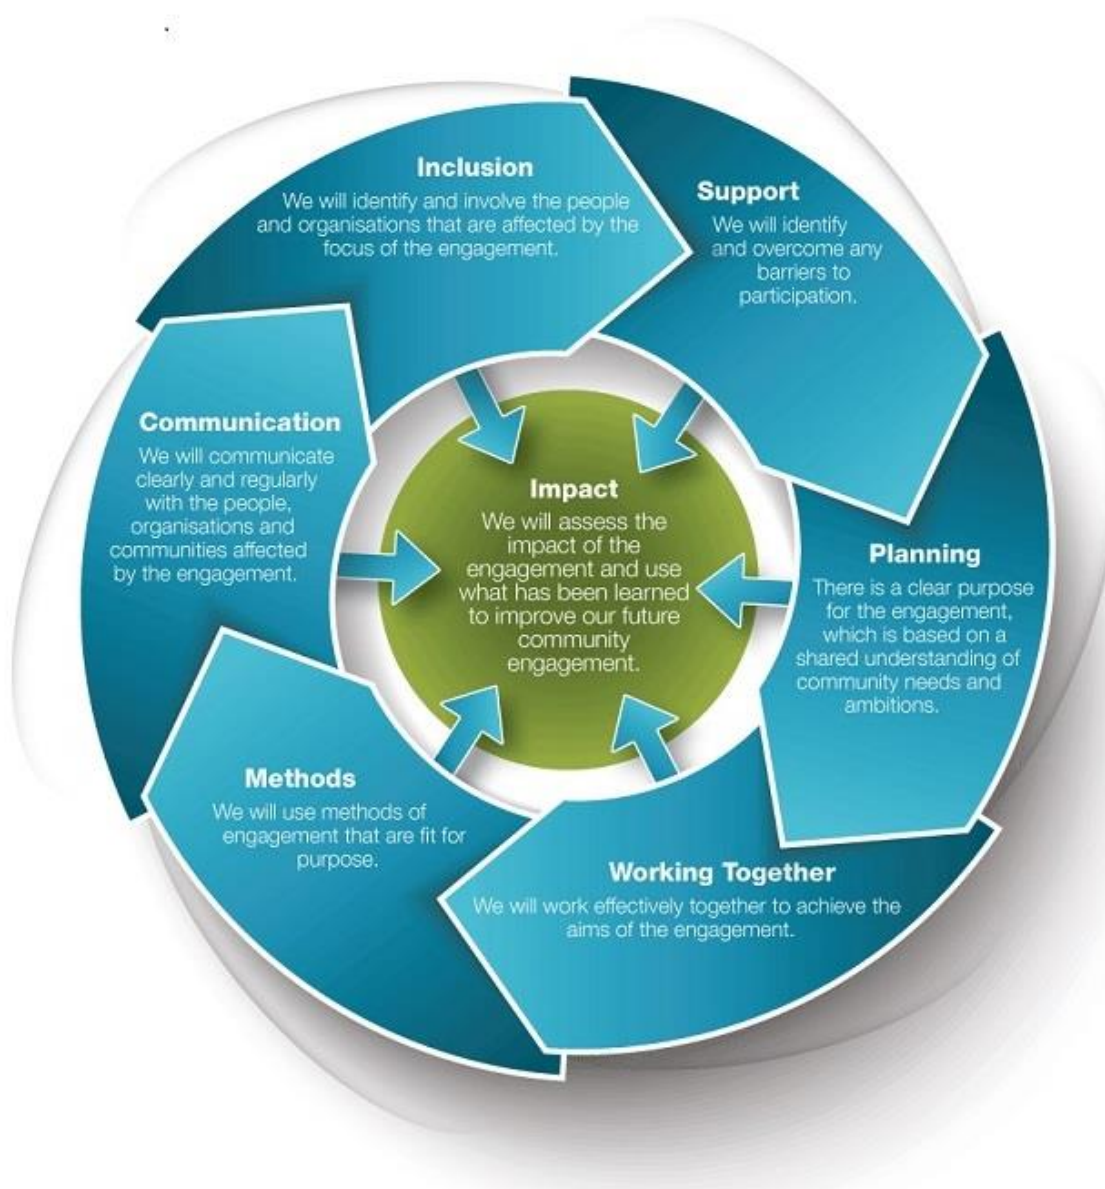 Inclusion
We will identify and involve the people
and organisations that are affected by the
focus of the engagement.
Support
We will identify
and overcome any
barriers to
participation.
Planning
There is a clear purpose
for the engagement,
which is based on a
shared understanding of
community needs and
ambitions.
Working Together
We will work effectively together to achieve the
aims of the engagement.
Methods
We will use methods of
engagement that are fit for
purpose.
Communication
We will communicate
clearly and regularly
with the people,
organisations and
communities affected
by the engagement.
Impact
We will assess the
impact of the
engagement and use
what has been learned
to improve our future
community
engagement.